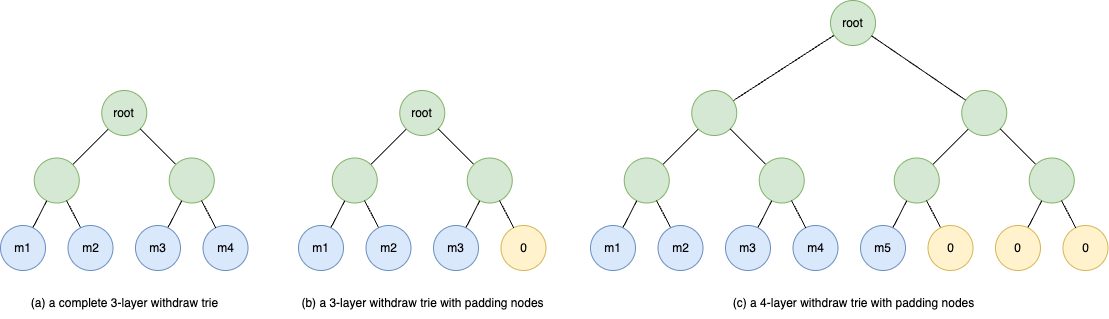 root
root
root
m1 m2 m3 m4
m1 m2 m3 0
m1 m2 m3 m4 m5 0 0 0
(a) a complete 3-layer withdraw trie
(b) a 3-layer withdraw trie with padding nodes
(c) a 4-layer withdraw trie with padding nodes